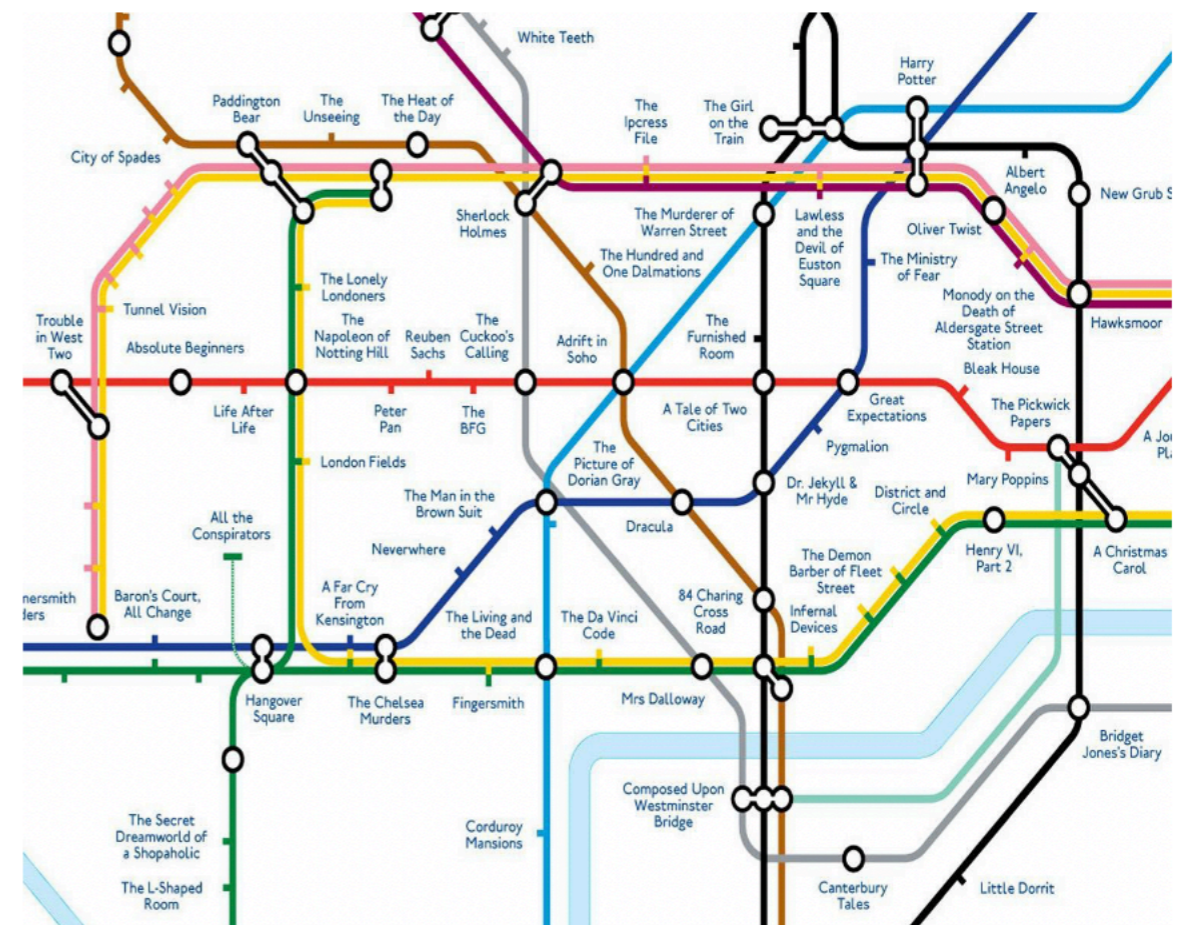 White Teeth
Harry
Potter
Paddington
Bear
The
Unseeing
The Heat of
the Day
The
Ipcress
File
The Girl
on the
Train
City of Spades
Albert
Angelo
New Grub S
Sherlock
Holmes
The Murderer of
Warren Street
Lawless
and the
Devil of
Euston
Square
Oliver Twist
The Hundred and
One Dalmations
The Ministry
of Fear
The Lonely
Londoners
Tunnel Vision
Monody on the
Death of
Aldersgate Street
Station
Hawksmoor
Trouble
in West
Two
Absolute Beginners
The
Napoleon of
Notting Hill
Reuben
Sachs
The
Cuckoo's
Calling
Adrift in
Soho
The
Furnished
Room
Bleak House
Life After
Life
Peter
Pan
The
BFG
A Tale of Two
Cities
Great
Expectations
The Pickwick
Papers
A Jou
Pla
Pygmalion
London Fields
The
Picture of
Dorian Gray
Mary Poppins
The Man in the
Brown Suit
Dracula
Dr. Jekyll &
Mr Hyde
District and
Circle
All the
Conspirators
Neverwhere
Henry VI,
Part 2
A Christmas
Carol
The Demon
Barber of Fleet
Street
mersmith
ders
Baron's Court,
All Change
A Far Cry
From
Kensington
The Living and
the Dead
The Da Vinci
Code
84 Charing
Cross
Road
Infernal
Devices
Hangover
Square
The Chelsea
Murders
Fingersmith
Mrs Dalloway
Bridget
Jones's Diary
Composed Upon
Westminster
Bridge
The Secret
Dreamworld of
a Shopaholic
Corduroy
Mansions
The L-Shaped
Room
Canterbury
Tales
Little Dorrit